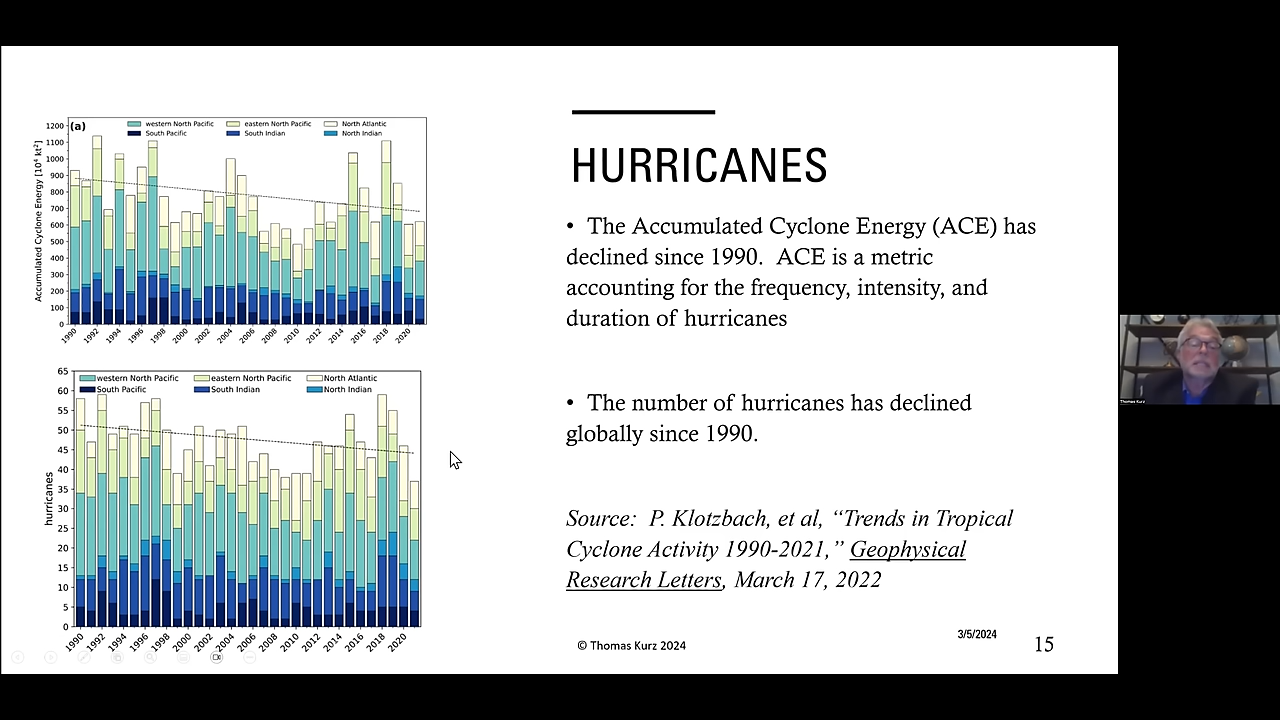 (a)
western North Pacific eastern North Pacific North Atlantic
South Pacific South Indian North Indian
Accumulated Cyclone Energy [10⁴ kt²]
1200
1100
1000
900
800
700
600
500
400
300
200
100
0
1990 1992 1994 1996 1998 2000 2002 2004 2006 2008 2010 2012 2014 2016 2018 2020
western North Pacific eastern North Pacific North Atlantic
South Pacific South Indian North Indian
hurricanes
65
60
55
50
45
40
35
30
25
20
15
10
5
0
1990 1992 1994 1996 1998 2000 2002 2004 2006 2008 2010 2012 2014 2016 2018 2020
HURRICANES
• The Accumulated Cyclone Energy (ACE) has
declined since 1990. ACE is a metric
accounting for the frequency, intensity, and
duration of hurricanes
• The number of hurricanes has declined
globally since 1990.
Source: P. Klotzbach, et al, “Trends in Tropical
Cyclone Activity 1990-2021,” Geophysical
Research Letters, March 17, 2022
© Thomas Kurz 2024
3/5/2024
15
Thomas Kurz